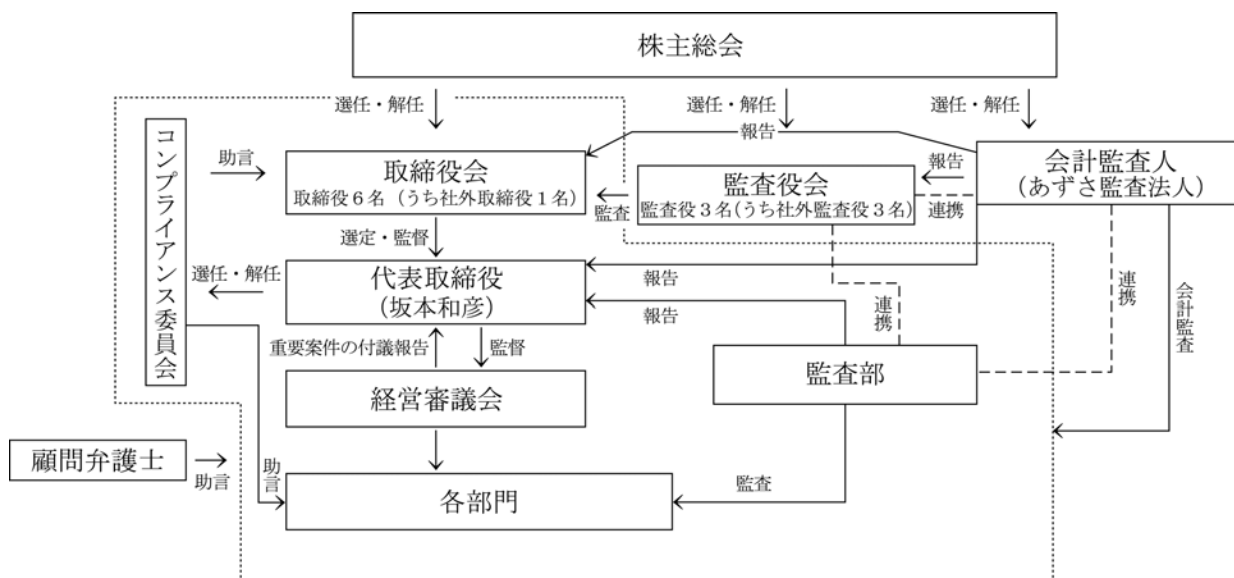 株主総会
選任・解任
選任・解任
選任・解任
報告
コンプライアンス委員会
助言
取締役会
取締役6名（うち社外取締役1名）
監査
監査役会
監査役3名(うち社外監査役3名)
報告
連携
会計監査人
（あずさ監査法人）
選定・監督
選任・解任
代表取締役
（坂本和彦）
報告
報告
連携
連携
会計監査
重要案件の付議報告
監督
経営審議会
監査部
顧問弁護士
助言
助言
各部門
監査